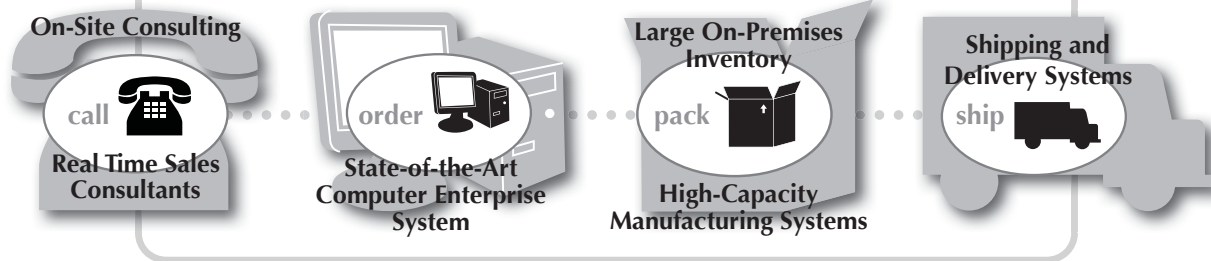 On-Site Consulting
call
Real Time Sales
Consultants
order
State-of-the-Art
Computer Enterprise
System
Large On-Premises
Inventory
pack
High-Capacity
Manufacturing Systems
Shipping and
Delivery Systems
ship